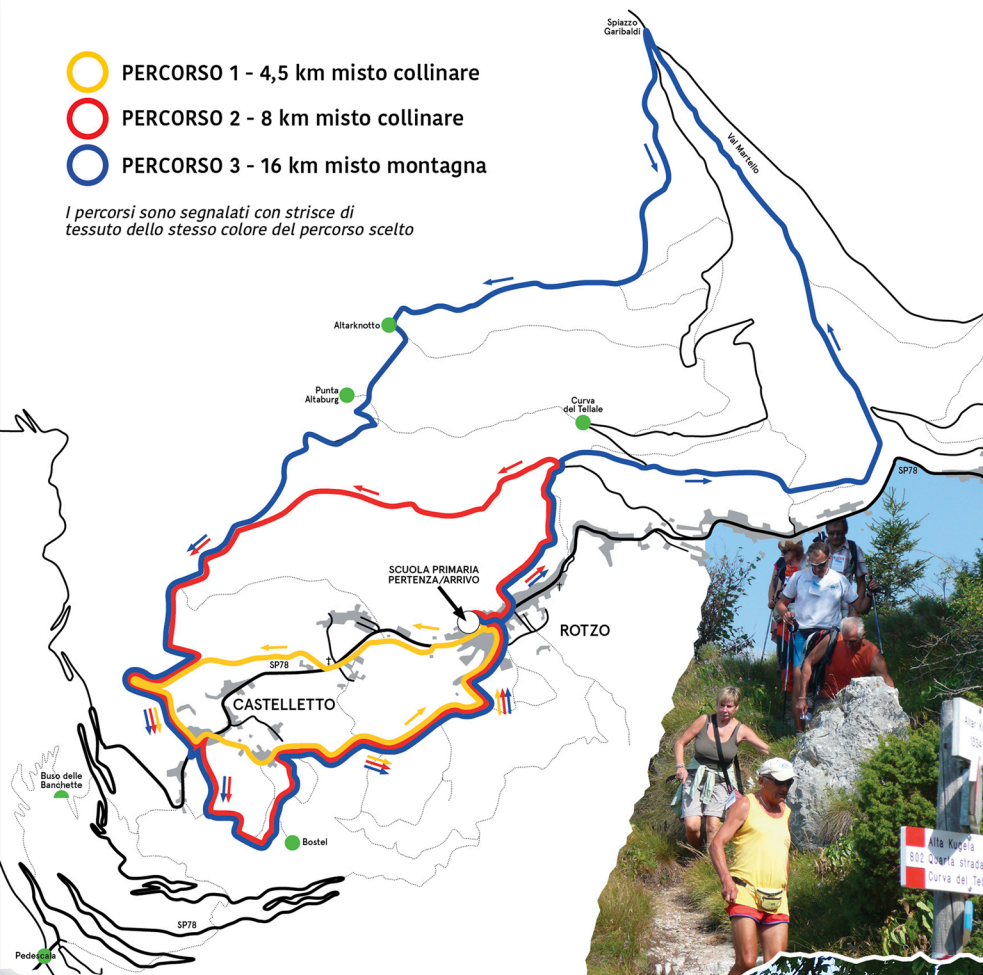 Spiazzo
Garibaldi
PERCORSO 1 - 4,5 km misto collinare
PERCORSO 2 - 8 km misto collinare
PERCORSO 3 - 16 km misto montagna
I percorsi sono segnalati con strisce di
tessuto dello stesso colore del percorso scelto
Val Martello
Altarknotto
Punta
Altaburg
Curva
del Tellale
SP78
SCUOLA PRIMARIA
PERTENZA/ARRIVO
ROTZO
SP78
CASTELLETTO
Buso delle
Banchette
Bostel
SP78
Pedescala
Alta Kugela
802 Quarta strada
Curva del Tel